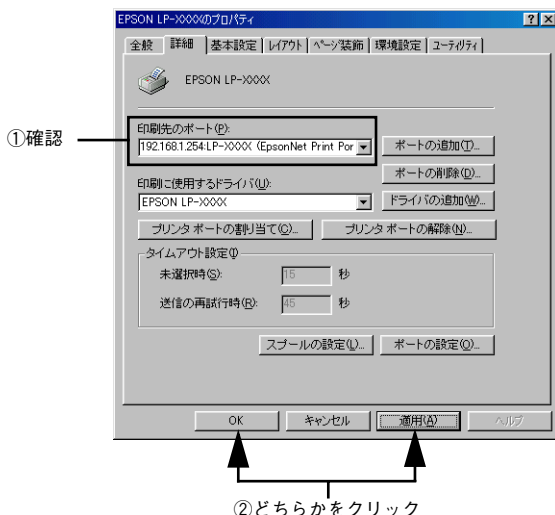 EPSON LP-XXXXのプロパティ
全般 詳細 基本設定 レイアウト ページ装飾 環境設定 ユーティリティ
EPSON LP-XXXX
①確認
印刷先のポート(P):
192.168.1.254:LP-XXXX (EpsonNet Print Por
ポートの追加(T)...
ポートの削除(D)...
印刷に使用するドライバ(U):
EPSON LP-XXXX
ドライバの追加(W)...
プリンタ ポートの割り当て(C)...
プリンタ ポートの解除(N)...
タイムアウト設定(I)
未選択時(S): 15 秒
送信の再試行時(R): 45 秒
スプールの設定(L)...
ポートの設定(O)...
OK キャンセル 適用(A) ヘルプ
②どちらかをクリック